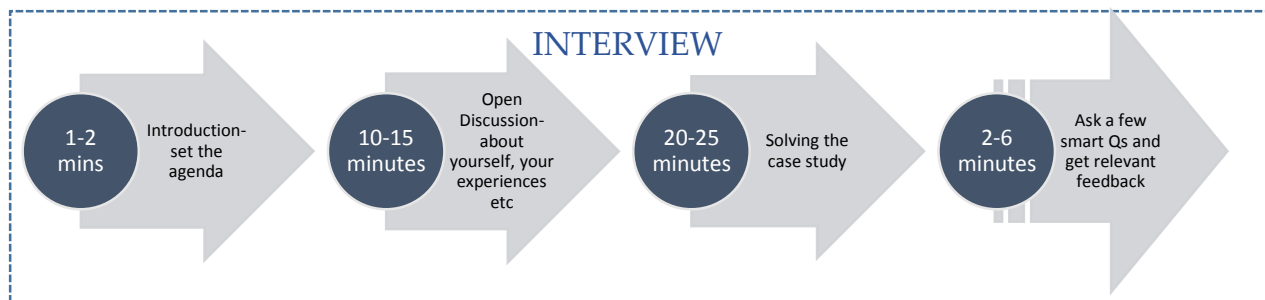 INTERVIEW
1-2
mins
Introduction-
set the
agenda
10-15
minutes
Open
Discussion-
about
yourself, your
experiences
etc
20-25
minutes
Solving the
case study
2-6
minutes
Ask a few
smart Qs and
get relevant
feedback